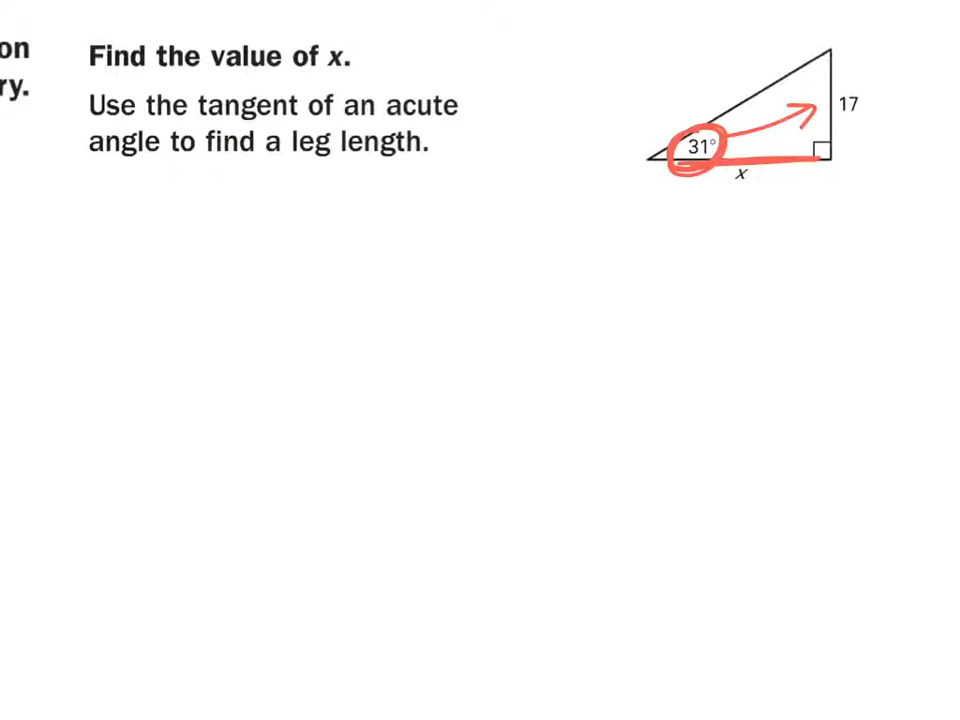 on
ry.
Find the value of x.
Use the tangent of an acute
angle to find a leg length.
17
31°
x